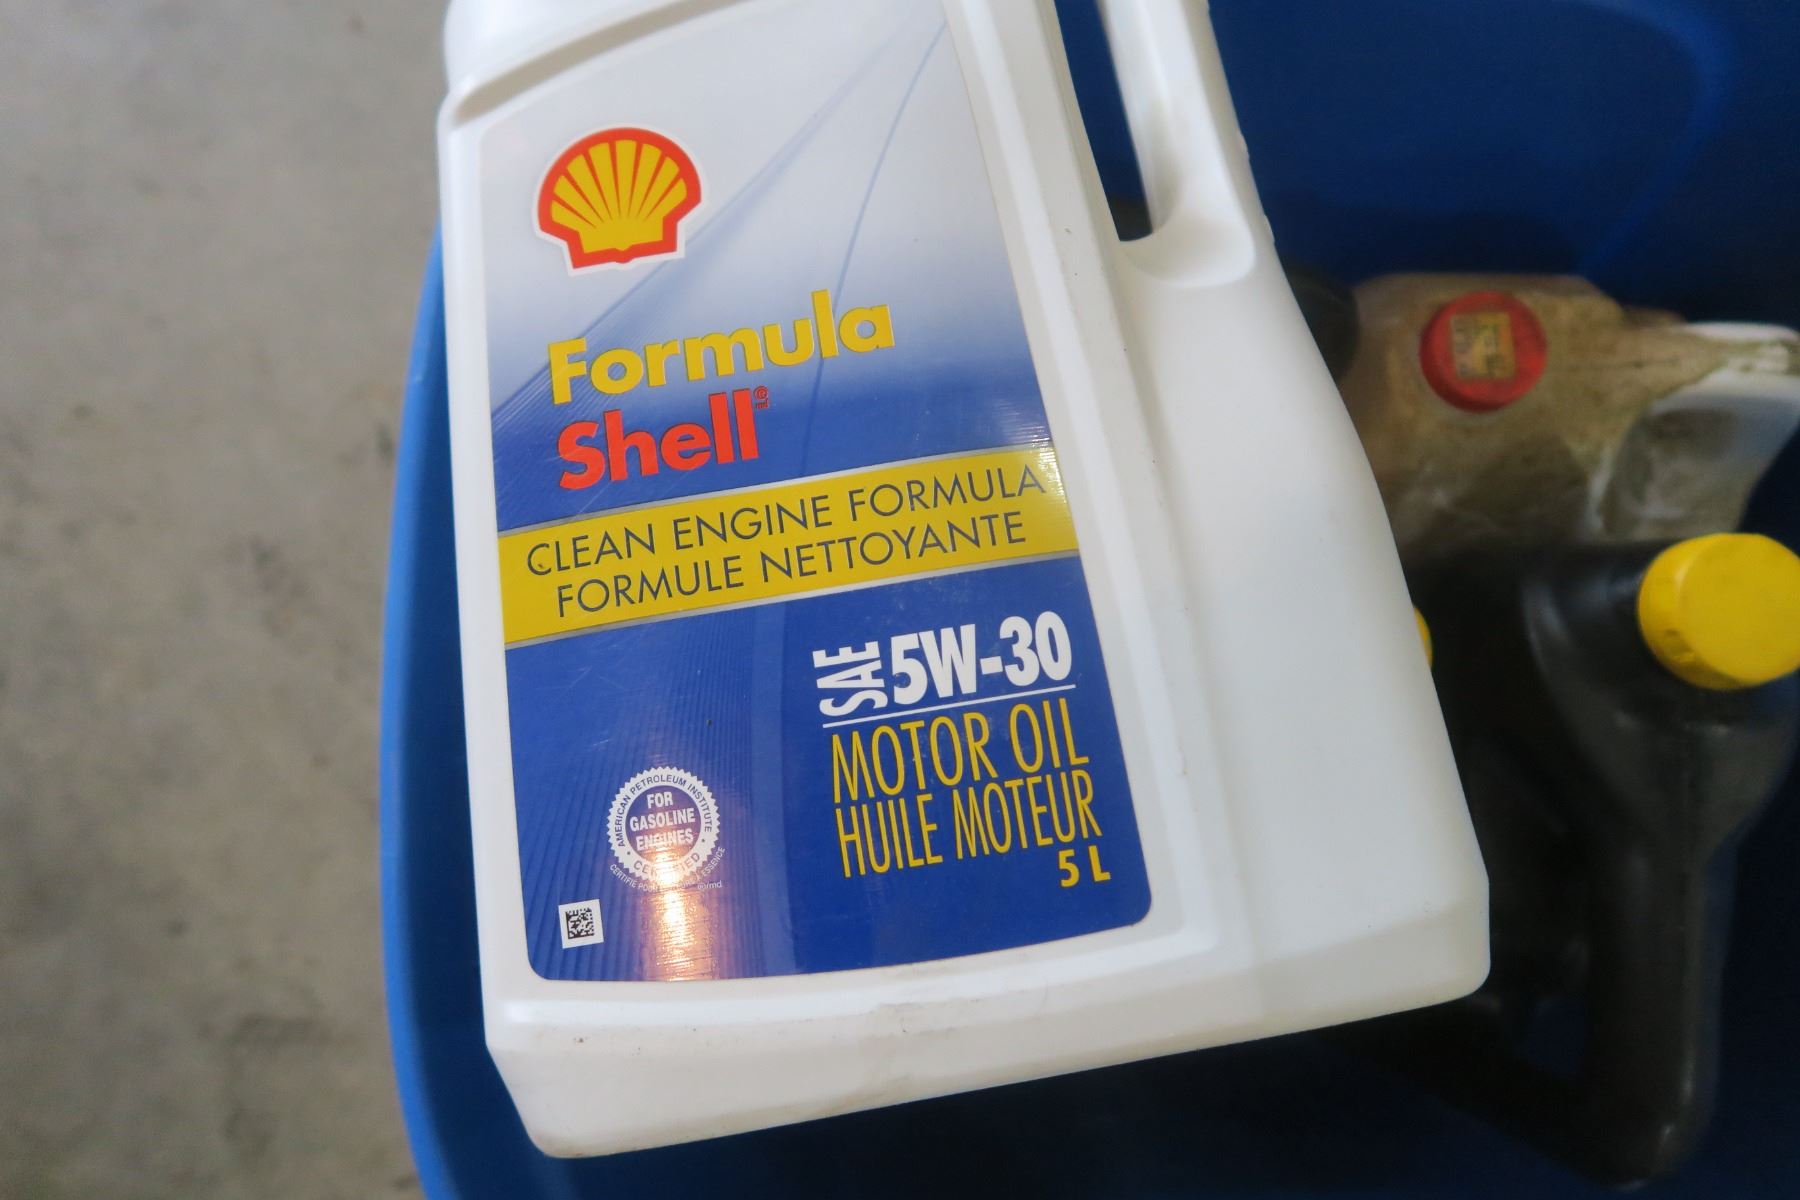 Formula
Shell
CLEAN ENGINE FORMULA
FORMULE NETTOYANTE
SAE 5W-30
MOTOR OIL
HUILE MOTEUR
5 L
AMERICAN PETROLEUM INSTITUTE
FOR
GASOLINE
ENGINES
CERTIFIED